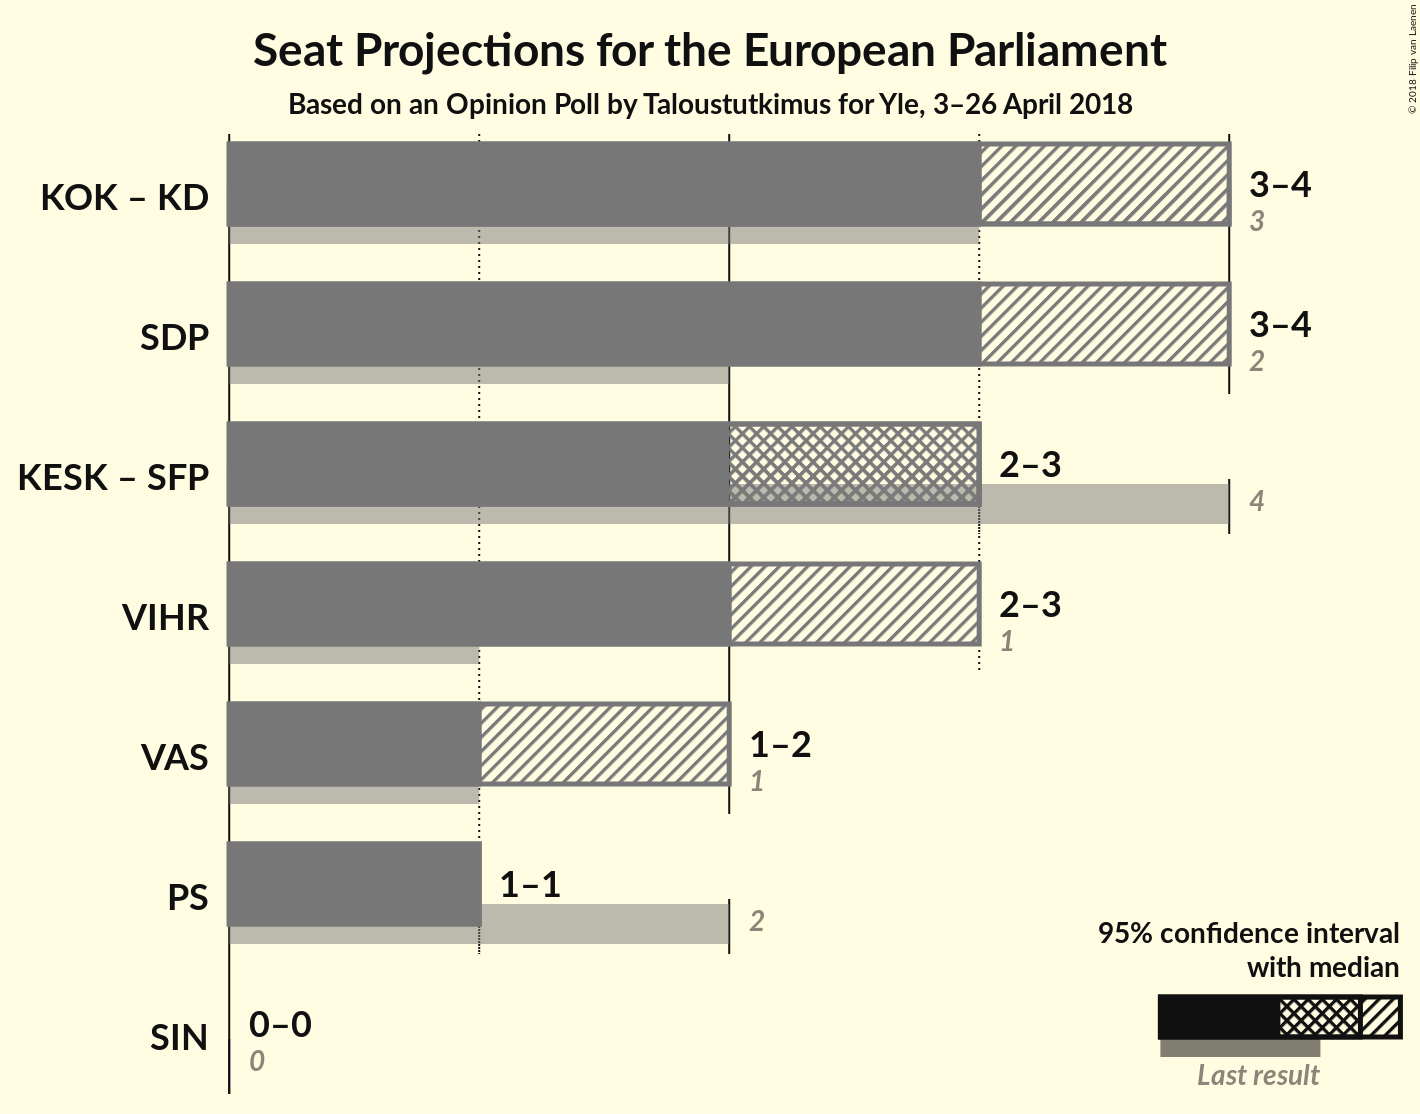 Seat Projections for the European Parliament
Based on an Opinion Poll by Taloustutkimus for Yle, 3–26 April 2018
© 2018 Filip van Laenen
KOK – KD
3–4
3
SDP
3–4
2
KESK – SFP
2–3
4
VIHR
2–3
1
VAS
1–2
1
PS
1–1
2
SIN
0–0
0
95% confidence interval
with median
Last result